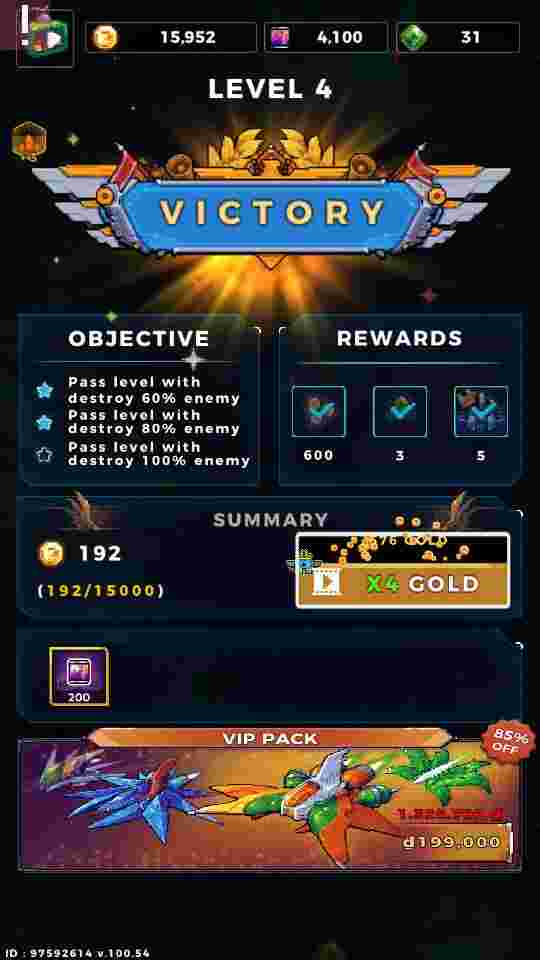 15,952
4,100
31
LEVEL 4
VICTORY
OBJECTIVE
Pass level with
destroy 60% enemy
Pass level with
destroy 80% enemy
Pass level with
destroy 100% enemy
REWARDS
600
3
5
SUMMARY
192
(192/15000)
GOLD
X4 GOLD
200
VIP PACK
85%
OFF
đ199,000
ID : 97592614 v.100.54